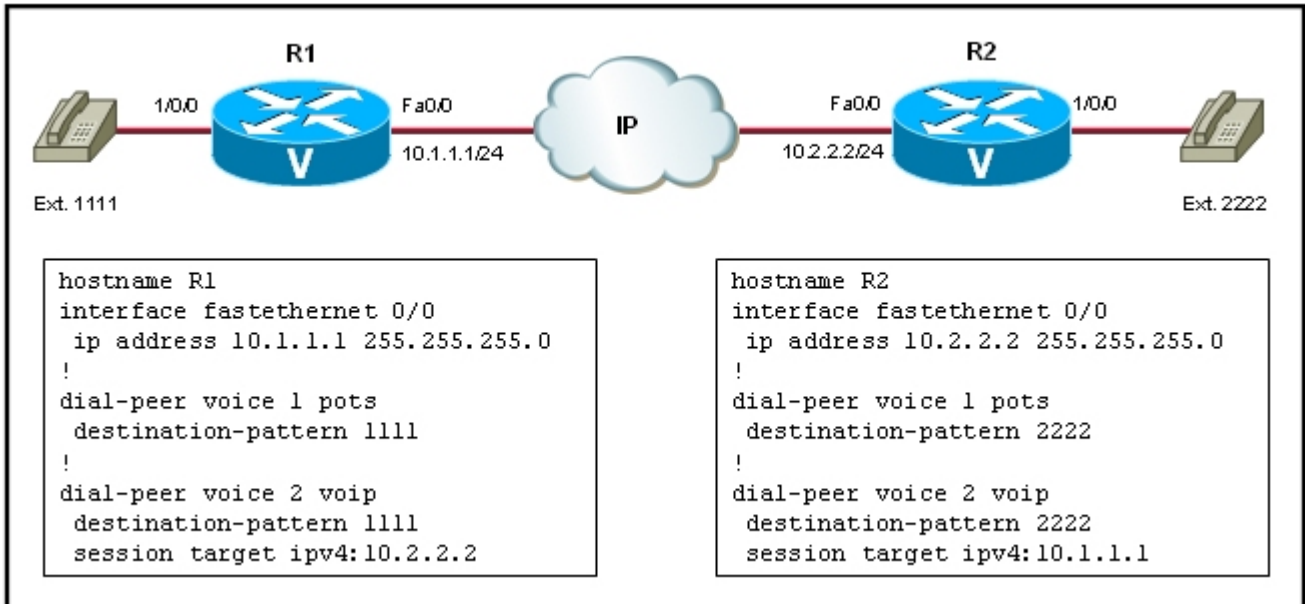 R1
R2
1/0/0
Fa0/0
IP
Fa0/0
1/0/0
10.1.1.1/24
10.2.2.2/24
V
V
Ext. 1111
Ext. 2222
hostname R1
interface fastethernet 0/0
ip address 10.1.1.1 255.255.255.0
!
dial-peer voice 1 pots
destination-pattern 1111
!
dial-peer voice 2 voip
destination-pattern 1111
session target ipv4:10.2.2.2
hostname R2
interface fastethernet 0/0
ip address 10.2.2.2 255.255.255.0
!
dial-peer voice 1 pots
destination-pattern 2222
!
dial-peer voice 2 voip
destination-pattern 2222
session target ipv4:10.1.1.1